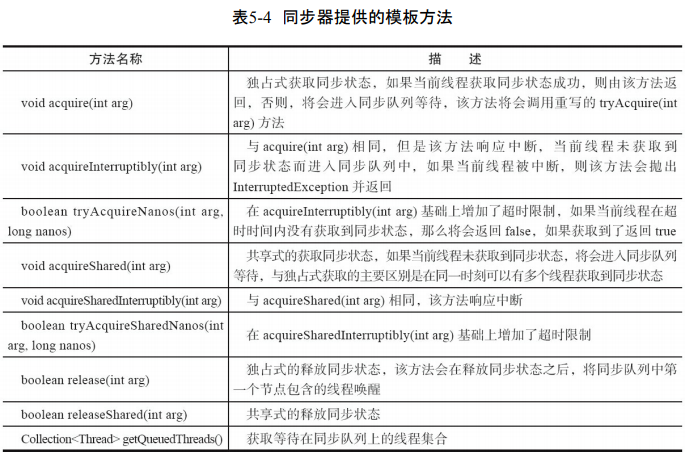 表5-4 同步器提供的模板方法
方法名称
描 述
void acquire(int arg)
独占式获取同步状态，如果当前线程获取同步状态成功，则由该方法返
回，否则，将会进入同步队列等待，该方法将会调用重写的 tryAcquire(int
arg) 方法
void acquireInterruptibly(int arg)
与 acquire(int arg) 相同，但是该方法响应中断，当前线程未获取到
同步状态而进入同步队列中，如果当前线程被中断，则该方法会抛出
InterruptedException 并返回
boolean tryAcquireNanos(int arg,
long nanos)
在 acquireInterruptibly(int arg) 基础上增加了超时限制，如果当前线程在超
时时间内没有获取到同步状态，那么将会返回 false，如果获取到了返回 true
void acquireShared(int arg)
共享式的获取同步状态，如果当前线程未获取到同步状态，将会进入同步队列
等待，与独占式获取的主要区别是在同一时刻可以有多个线程获取到同步状态
void acquireSharedInterruptibly(int arg)
与 acquireShared(int arg) 相同，该方法响应中断
boolean tryAcquireSharedNanos(int
arg, long nanos)
在 acquireSharedInterruptibly(int arg) 基础上增加了超时限制
boolean release(int arg)
独占式的释放同步状态，该方法会在释放同步状态之后，将同步队列中第
一个节点包含的线程唤醒
boolean releaseShared(int arg)
共享式的释放同步状态
Collection<Thread> getQueuedThreads()
获取等待在同步队列上的线程集合